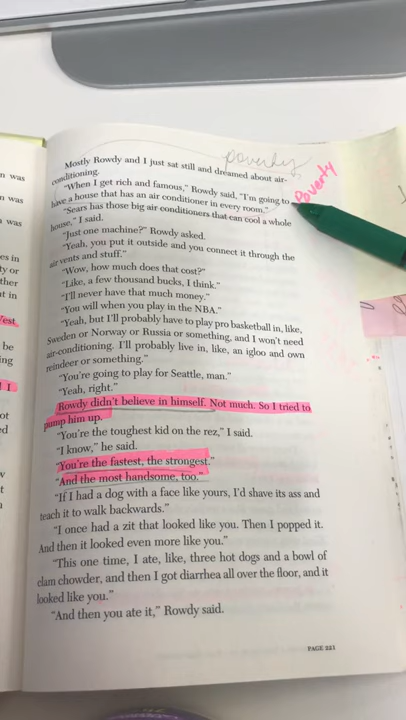 poverty
Poverty
Mostly Rowdy and I just sat still and dreamed about air-
conditioning.
"When I get rich and famous," Rowdy said, "I'm going to
have a house that has an air conditioner in every room."
"Sears has those big air conditioners that can cool a whole
house," I said.
"Just one machine?" Rowdy asked.
"Yeah, you put it outside and you connect it through the
air vents and stuff."
"Wow, how much does that cost?"
"Like, a few thousand bucks, I think."
"I'll never have that much money."
"You will when you play in the NBA."
"Yeah, but I'll probably have to play pro basketball in, like,
Sweden or Norway or Russia or something, and I won't need
air-conditioning. I'll probably live in, like, an igloo and own
reindeer or something."
"You're going to play for Seattle, man."
"Yeah, right."
Rowdy didn't believe in himself. Not much. So I tried to
pump him up.
"You're the toughest kid on the rez," I said.
"I know," he said.
"You're the fastest, the strongest."
"And the most handsome, too."
"If I had a dog with a face like yours, I'd shave its ass and
teach it to walk backwards."
"I once had a zit that looked like you. Then I popped it.
And then it looked even more like you."
"This one time, I ate, like, three hot dogs and a bowl of
clam chowder, and then I got diarrhea all over the floor, and it
looked like you."
"And then you ate it," Rowdy said.
PAGE 221